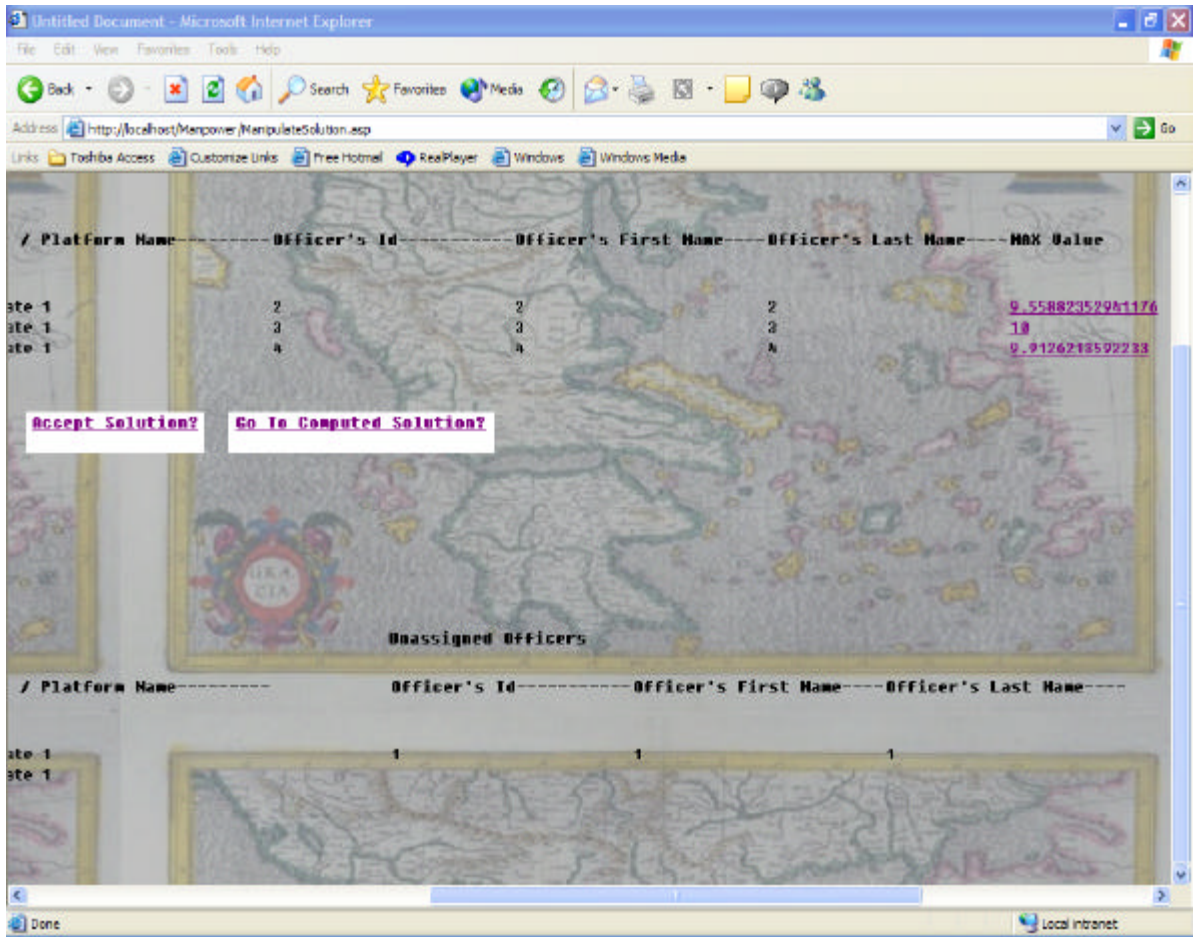 Untitled Document - Microsoft Internet Explorer
File Edit View Favorites Tools Help
Back Search Favorites Media
Address http://localhost/Manpower/ManipulateSolution.asp Go
Links Toshiba Access Customize Links Free Hotmail RealPlayer Windows Windows Media
/ Platform Name---------Officer's Id-----------Officer's First Name----Officer's Last Name----MAX Value
ate 1 2 2 2 9.55882352941176
ate 1 3 3 3 10
ate 1 4 4 4 9.9126213592233
Accept Solution? Go To Computed Solution?
Unassigned Officers
/ Platform Name--------- Officer's Id-----------Officer's First Name----Officer's Last Name----
ate 1 1 1 1
ate 1
Done Local intranet